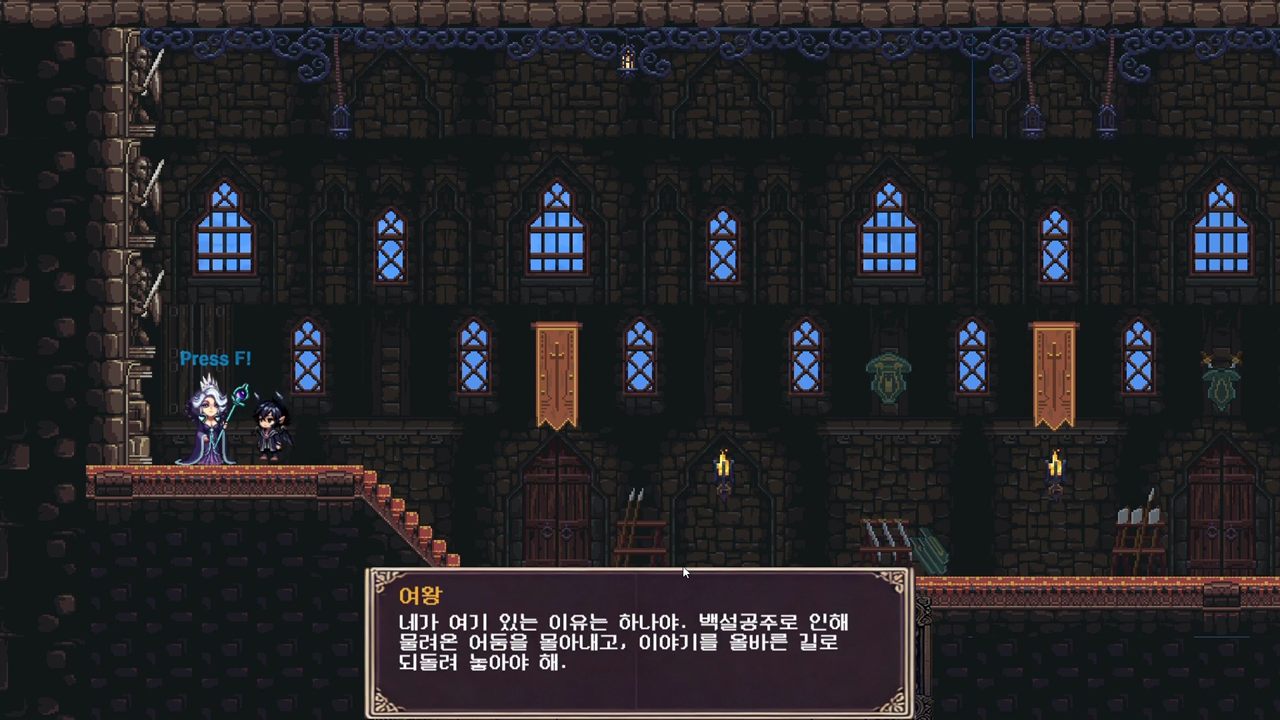 Press F!
여왕
네가 여기 있는 이유는 하나야. 백설공주로 인해
물려온 어둠을 몰아내고, 이야기를 올바른 길로
되돌려 놓아야 해.